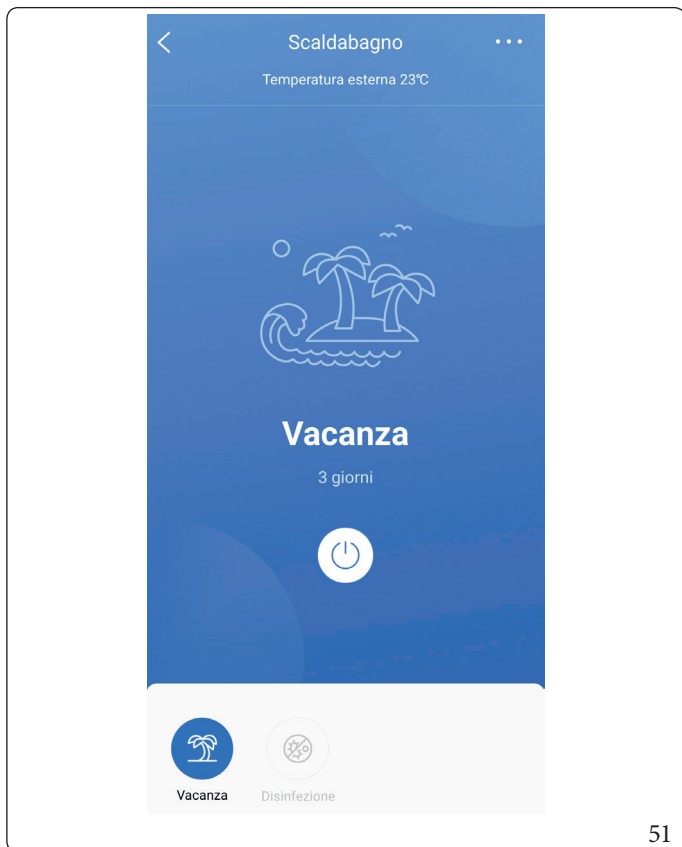 Scaldabagno
Temperatura esterna 23℃
Vacanza
3 giorni
Vacanza
Disinfezione
51